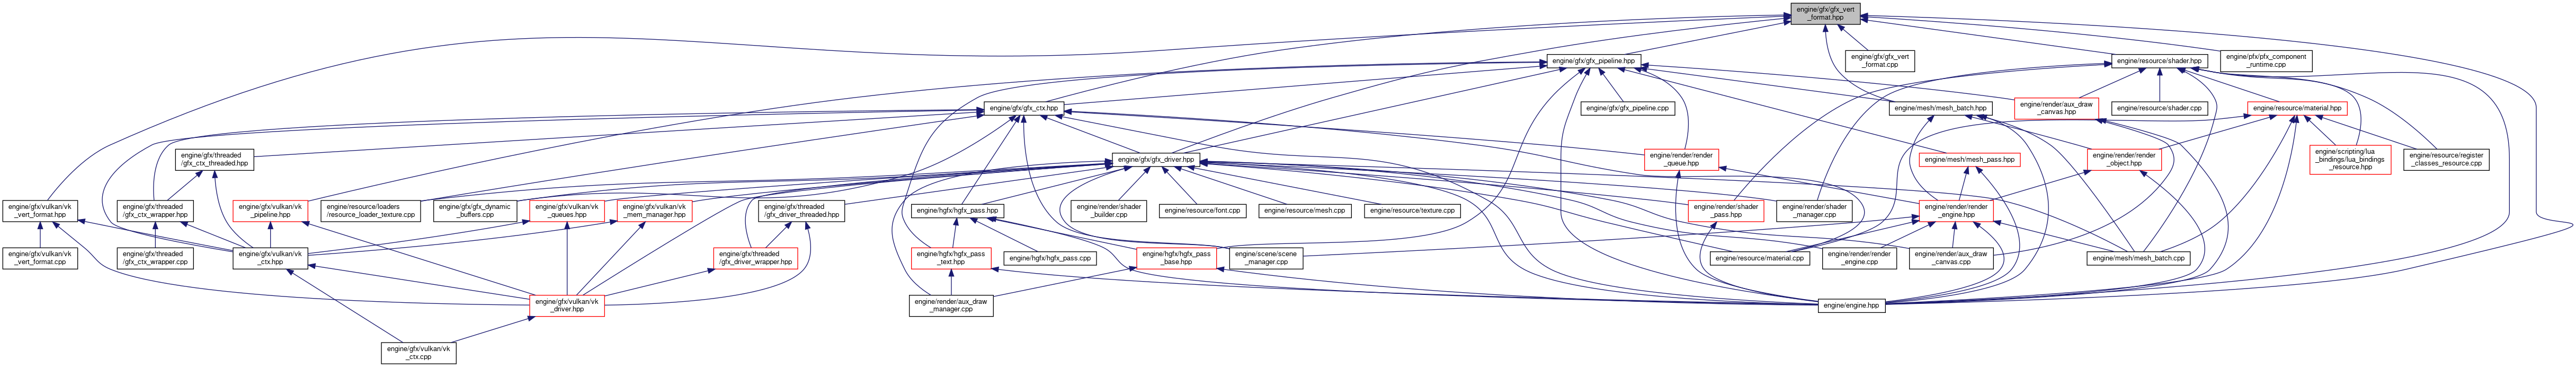 engine/gfx/gfx_vert
_format.hpp
engine/gfx/gfx_pipeline.hpp
engine/gfx/gfx_vert
_format.cpp
engine/resource/shader.hpp
engine/pfx/pfx_component
_runtime.cpp
engine/gfx/gfx_ctx.hpp
engine/gfx/gfx_pipeline.cpp
engine/mesh/mesh_batch.hpp
engine/render/aux_draw
_canvas.hpp
engine/resource/shader.cpp
engine/resource/material.hpp
engine/gfx/threaded
/gfx_ctx_threaded.hpp
engine/gfx/gfx_driver.hpp
engine/render/render
_queue.hpp
engine/mesh/mesh_pass.hpp
engine/render/render
_object.hpp
engine/scripting/lua
_bindings/lua_bindings
_resource.hpp
engine/resource/register
_classes_resource.cpp
engine/gfx/vulkan/vk
_vert_format.hpp
engine/gfx/threaded
/gfx_ctx_wrapper.hpp
engine/gfx/vulkan/vk
_pipeline.hpp
engine/resource/loaders
/resource_loader_texture.cpp
engine/gfx/gfx_dynamic
_buffers.cpp
engine/gfx/vulkan/vk
_queues.hpp
engine/gfx/vulkan/vk
_mem_manager.hpp
engine/gfx/threaded
/gfx_driver_threaded.hpp
engine/hgfx/hgfx_pass.hpp
engine/render/shader
_builder.cpp
engine/resource/font.cpp
engine/resource/mesh.cpp
engine/resource/texture.cpp
engine/render/shader
_pass.hpp
engine/render/shader
_manager.cpp
engine/render/render
_engine.hpp
engine/gfx/vulkan/vk
_vert_format.cpp
engine/gfx/threaded
/gfx_ctx_wrapper.cpp
engine/gfx/vulkan/vk
_ctx.hpp
engine/gfx/threaded
/gfx_driver_wrapper.hpp
engine/hgfx/hgfx_pass
_text.hpp
engine/hgfx/hgfx_pass.cpp
engine/hgfx/hgfx_pass
_base.hpp
engine/scene/scene
_manager.cpp
engine/resource/material.cpp
engine/render/render
_engine.cpp
engine/render/aux_draw
_canvas.cpp
engine/mesh/mesh_batch.cpp
engine/gfx/vulkan/vk
_driver.hpp
engine/render/aux_draw
_manager.cpp
engine/engine.hpp
engine/gfx/vulkan/vk
_ctx.cpp